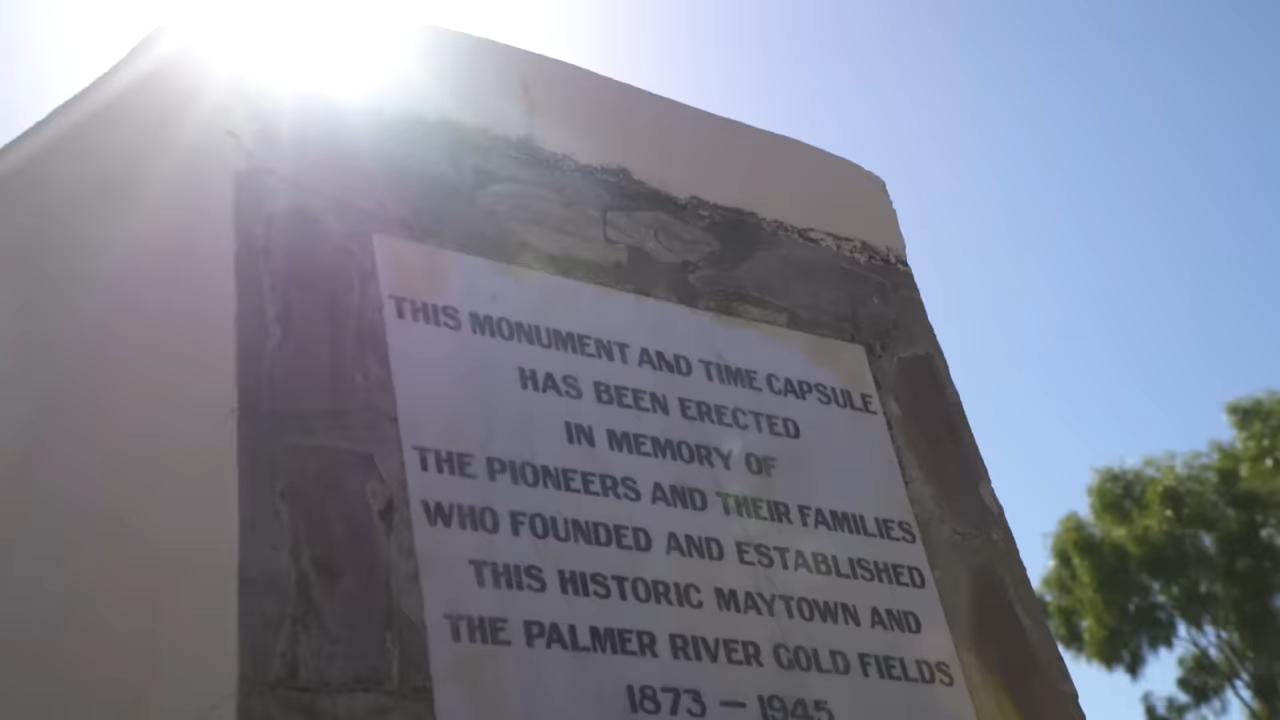 THIS MONUMENT AND TIME CAPSULE
HAS BEEN ERECTED
IN MEMORY OF
THE PIONEERS AND THEIR FAMILIES
WHO FOUNDED AND ESTABLISHED
THIS HISTORIC MAYTOWN AND
THE PALMER RIVER GOLD FIELDS
1873 — 1945